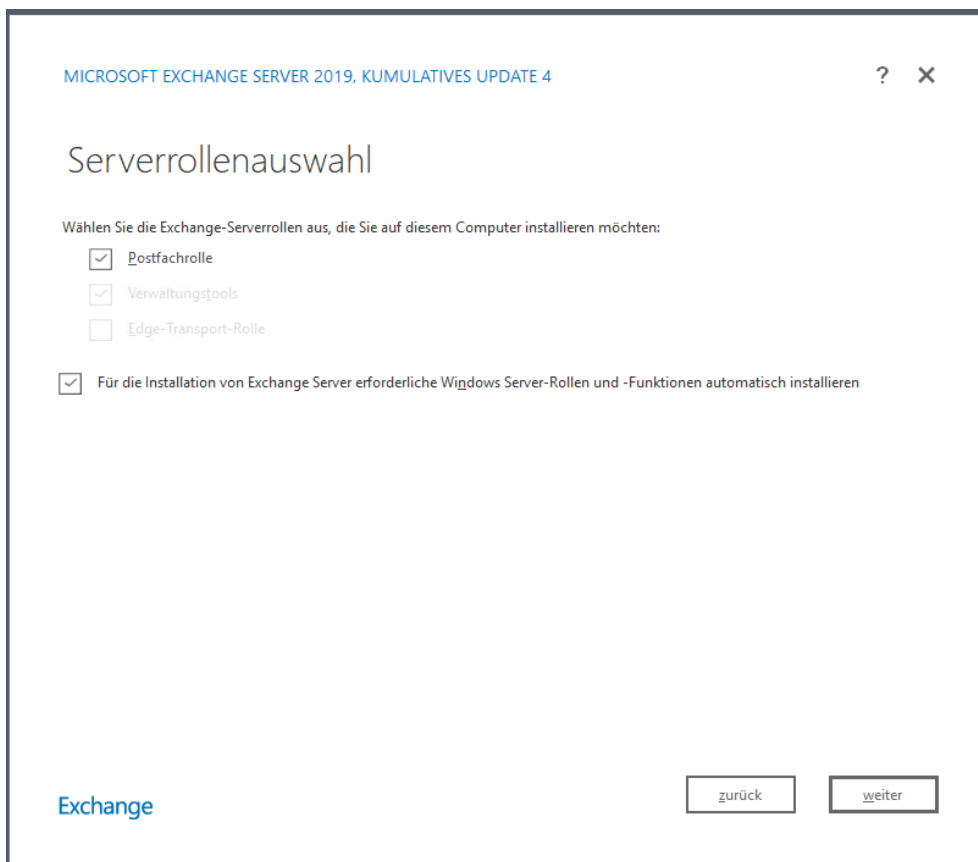 MICROSOFT EXCHANGE SERVER 2019, KUMULATIVES UPDATE 4
?
Serverrollenauswahl
Wählen Sie die Exchange-Serverrollen aus, die Sie auf diesem Computer installieren möchten:
Postfachrolle
Verwaltungstools
Edge-Transport-Rolle
Für die Installation von Exchange Server erforderliche Windows Server-Rollen und -Funktionen automatisch installieren
Exchange
zurück
weiter